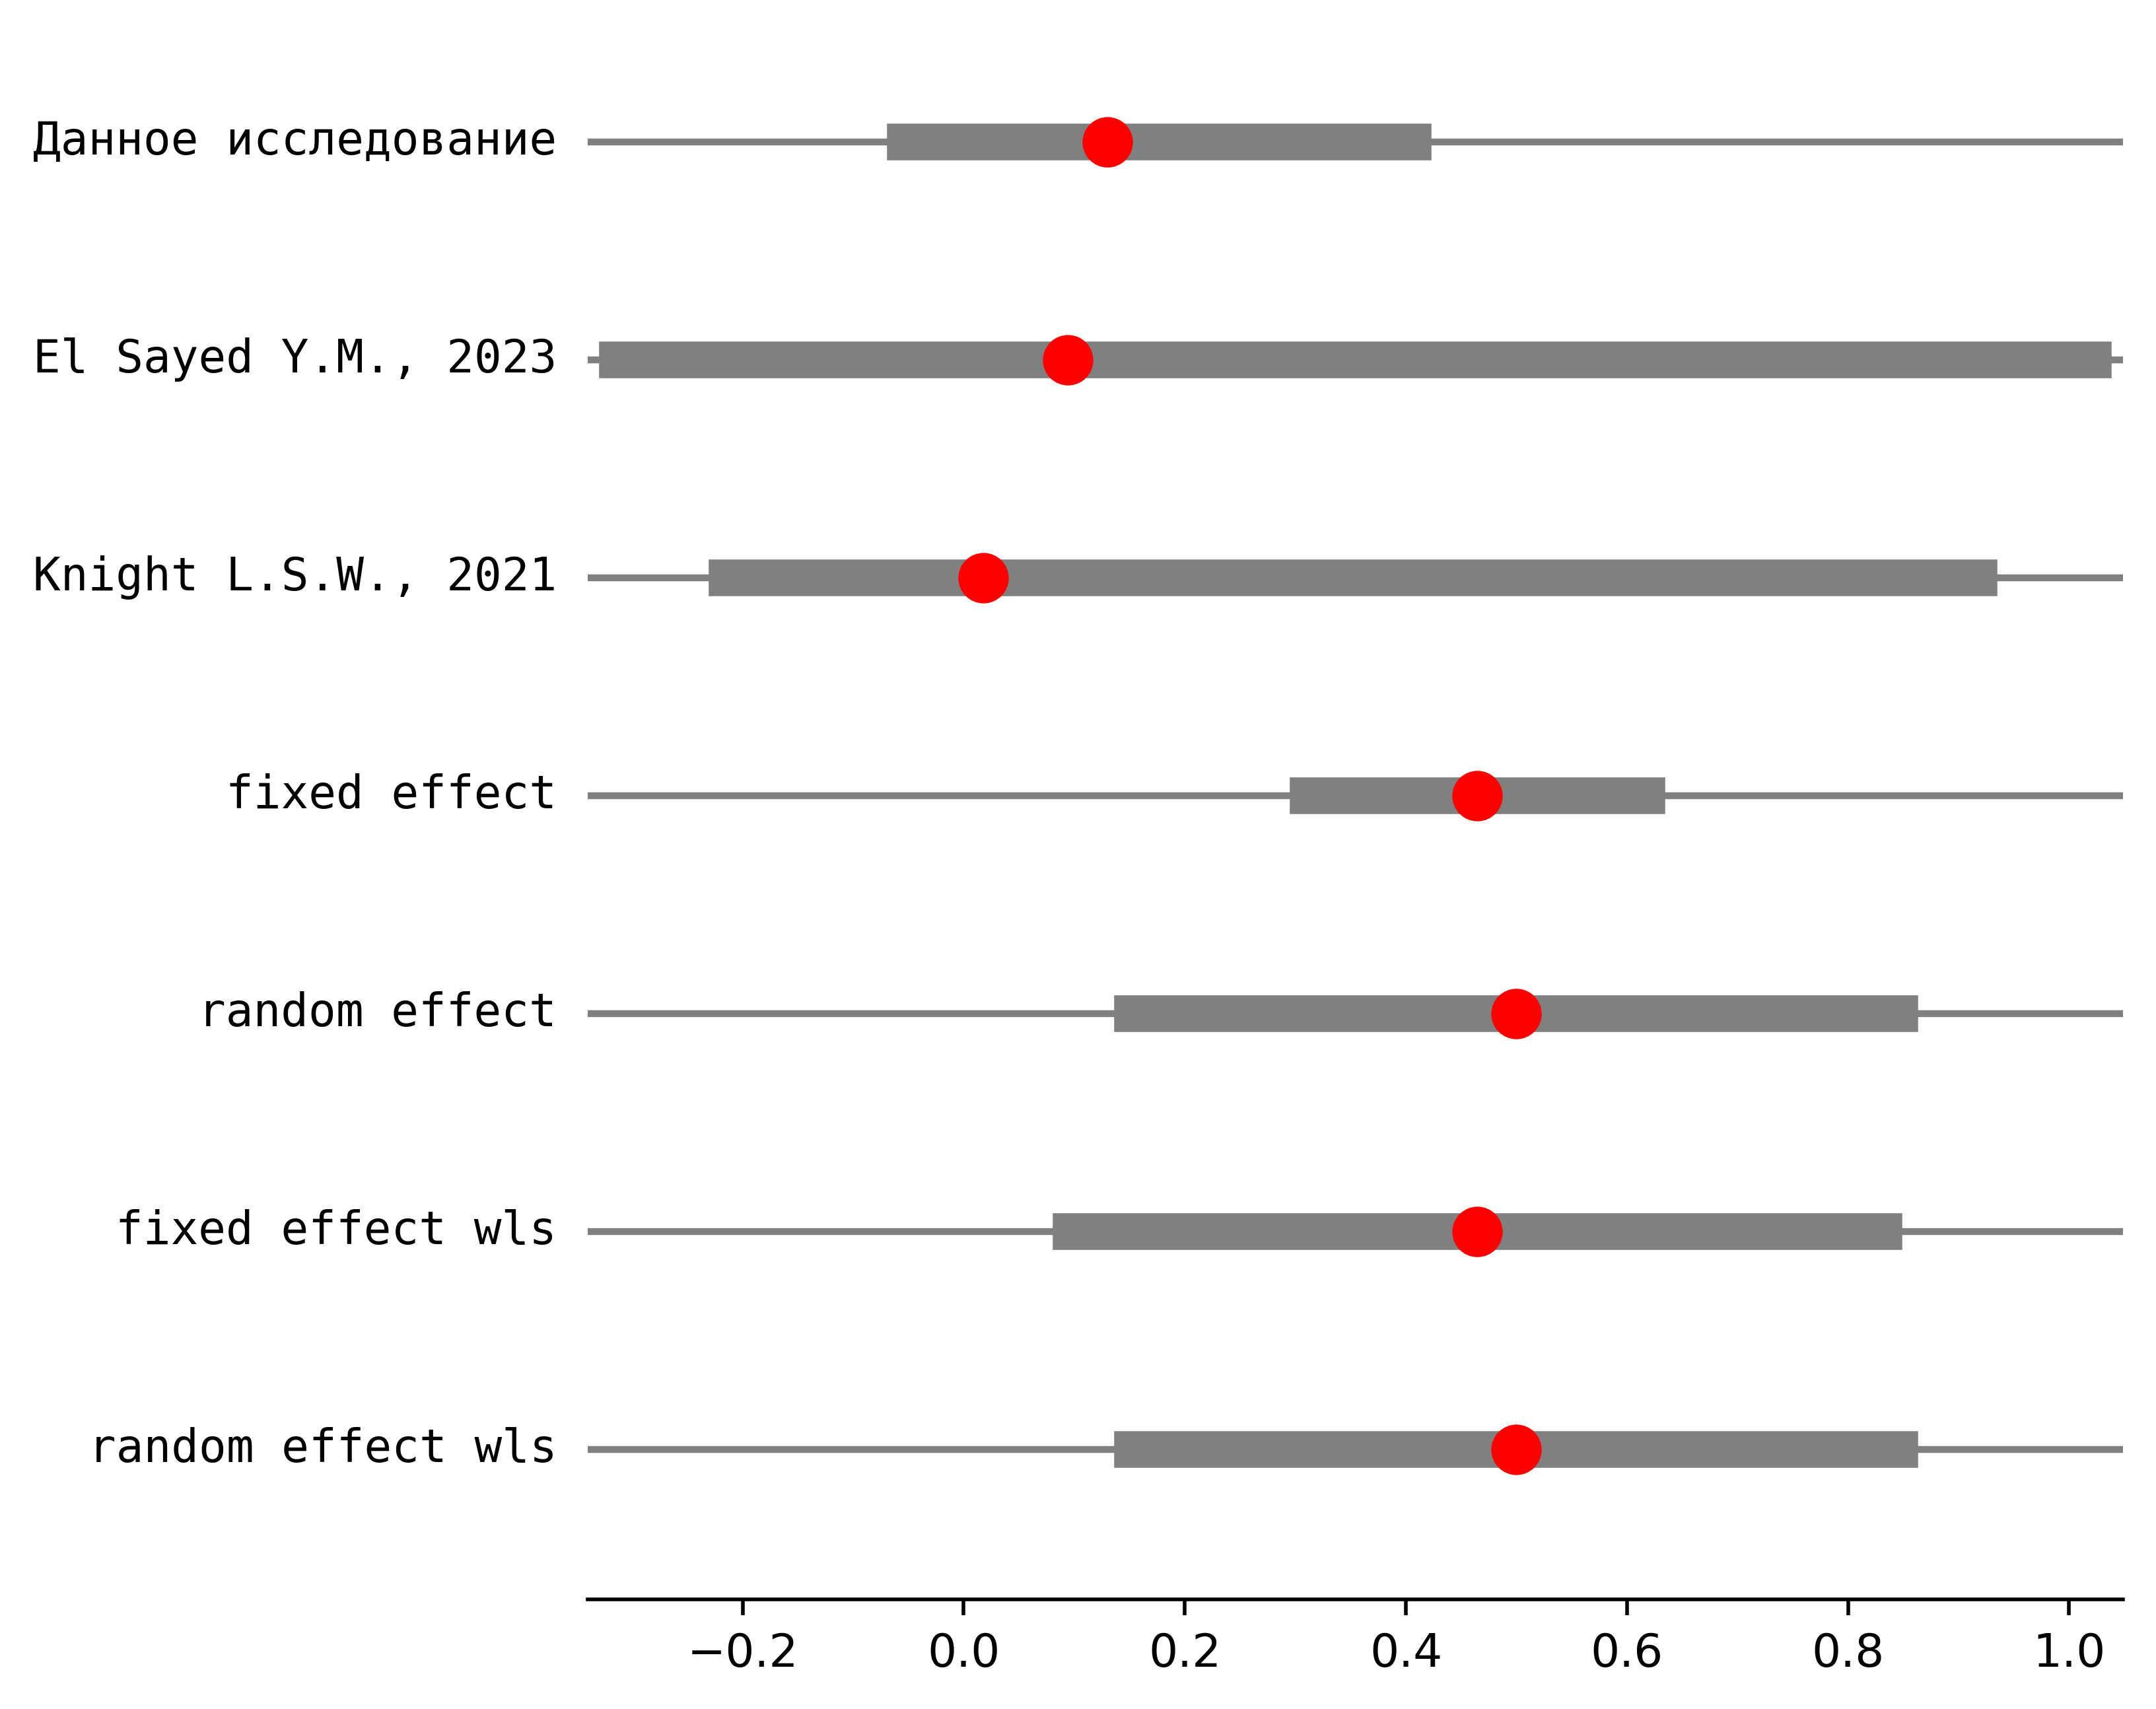 Данное исследование
El Sayed Y.M., 2023
Knight L.S.W., 2021
fixed effect
random effect
fixed effect wls
random effect wls
−0.2 0.0 0.2 0.4 0.6 0.8 1.0